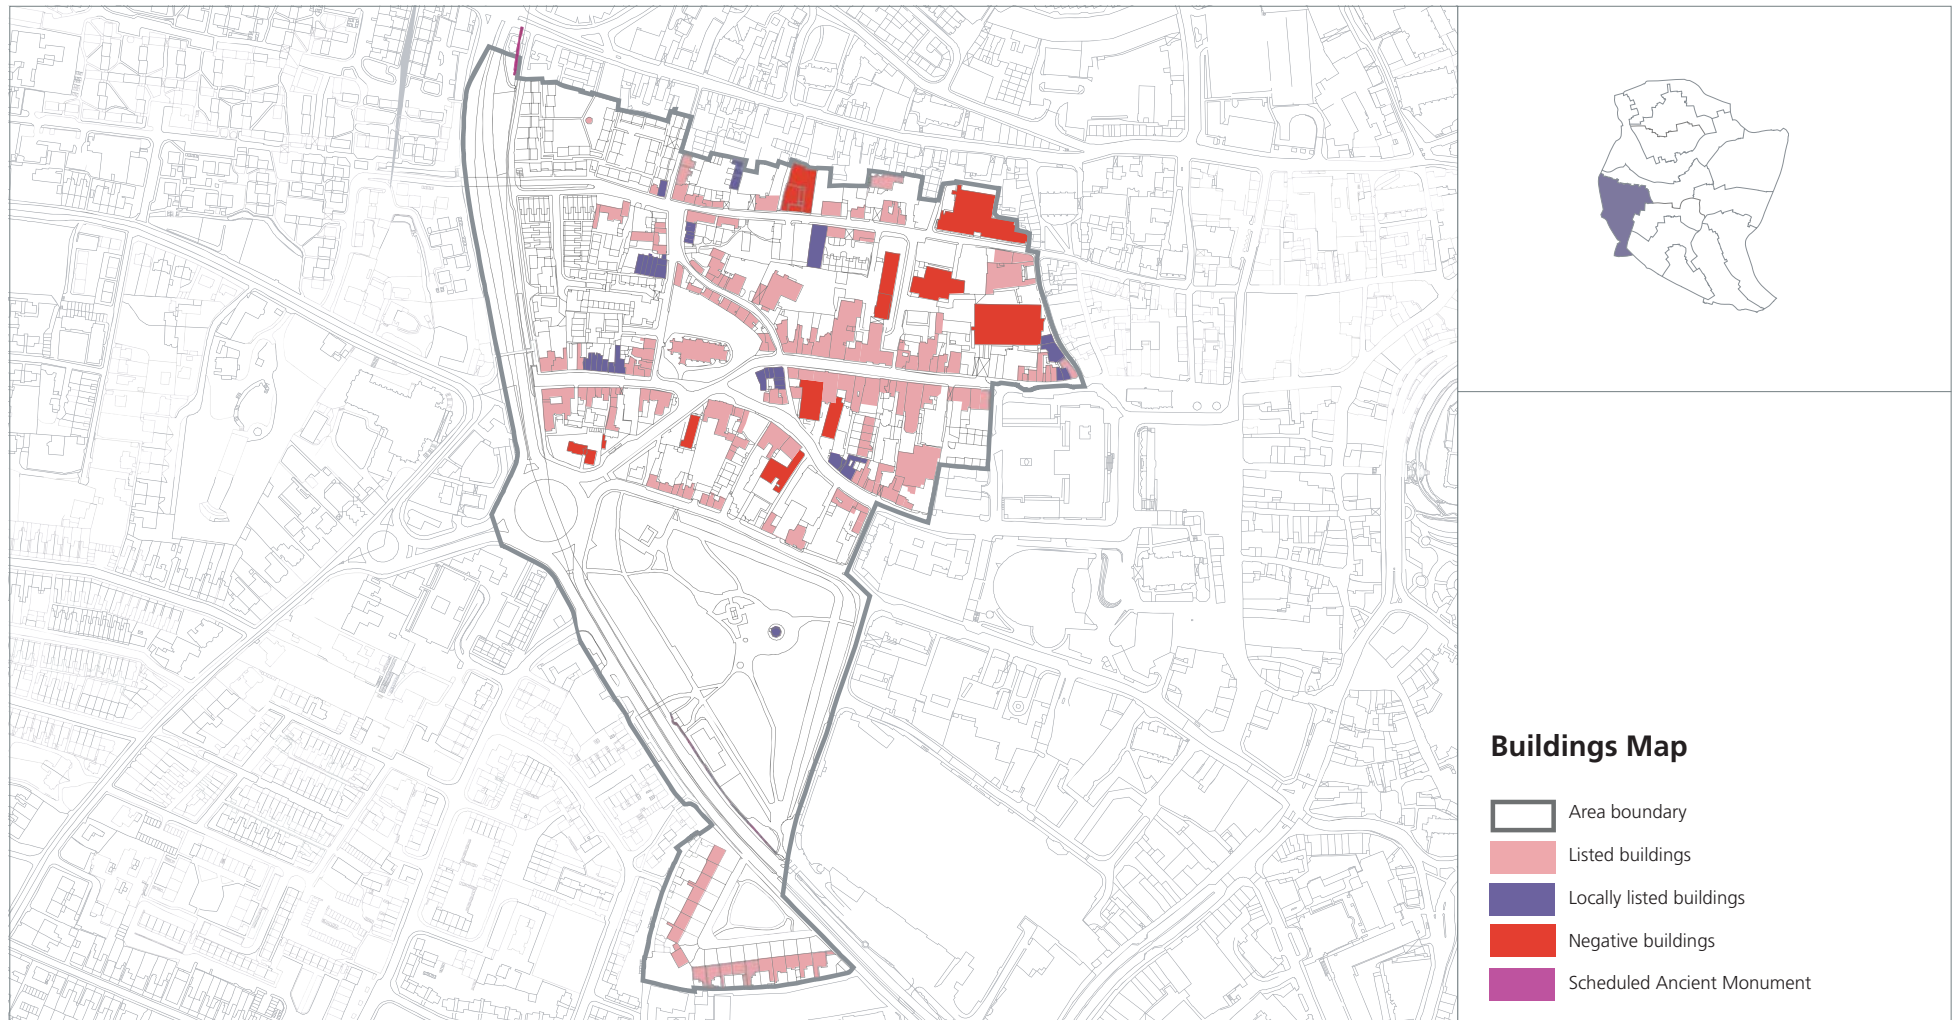 Buildings Map
Area boundary
Listed buildings
Locally listed buildings
Negative buildings
Scheduled Ancient Monument